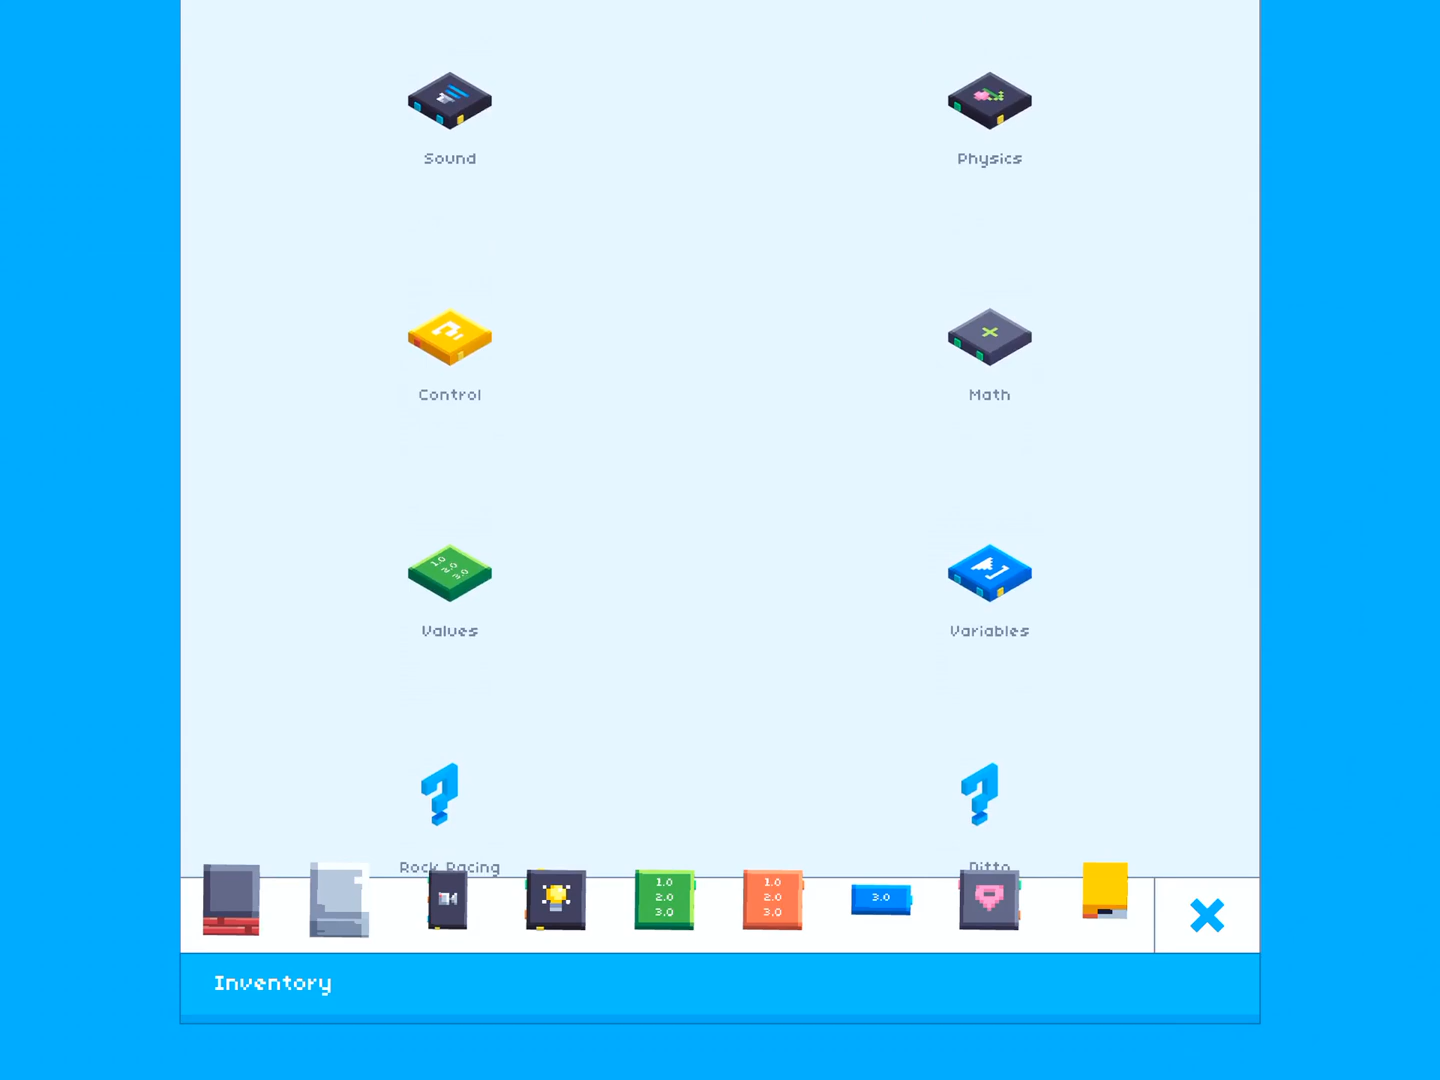 Sound
Physics
Control
Math
1.0
2.0
3.0
Values
Variables
Rock Racing
Ditto
1.0
2.0
3.0
1.0
2.0
3.0
3.0
Inventory